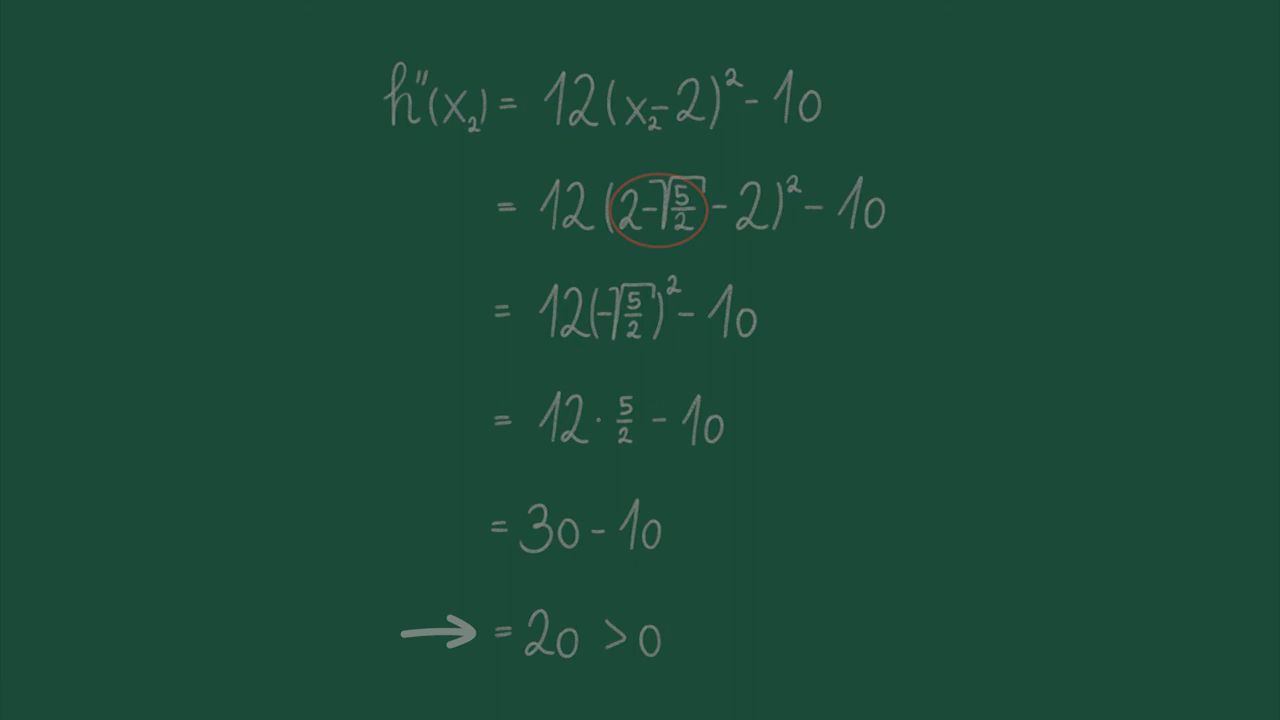 h''(x₂) = 12(x₂-2)² - 10
= 12(2-√(5/2) - 2)² - 10
= 12(-√(5/2))² - 10
= 12 · 5/2 - 10
= 30 - 10
→ = 20 > 0